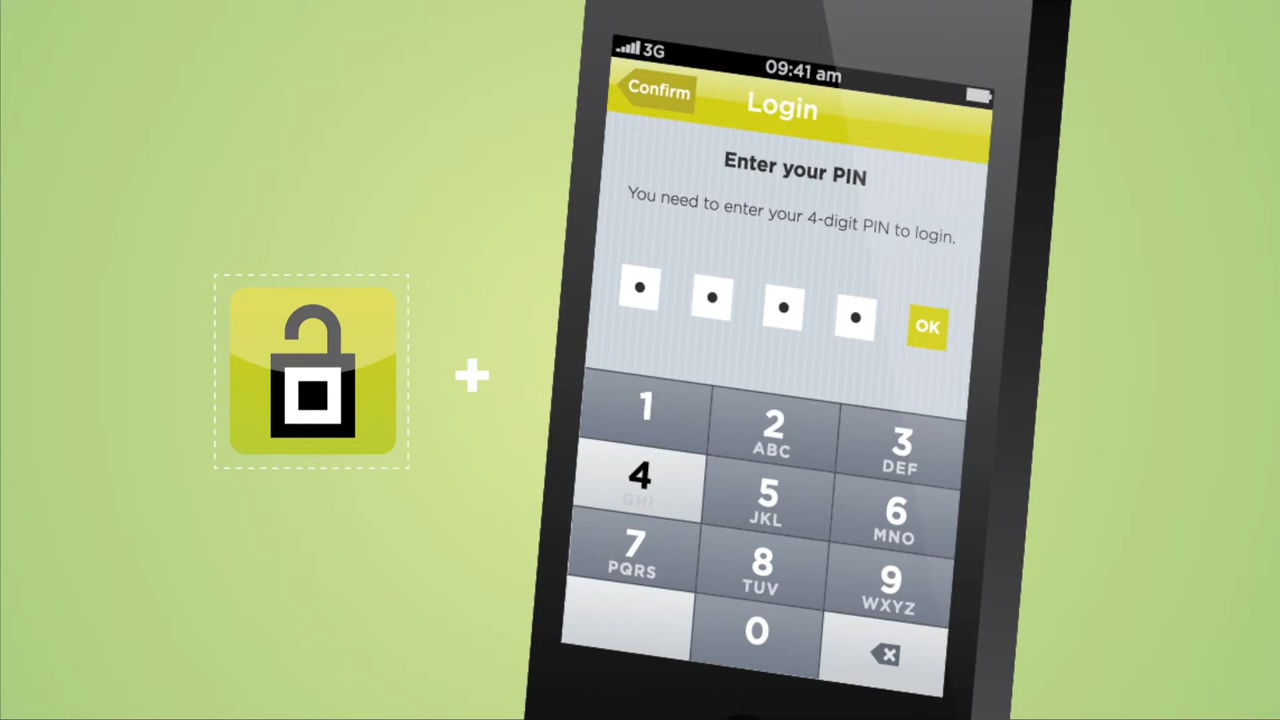 3G
09:41 am
Confirm
Login
Enter your PIN
You need to enter your 4-digit PIN to login.
OK
1
2
ABC
3
DEF
4
GHI
5
JKL
6
MNO
7
PQRS
8
TUV
9
WXYZ
0